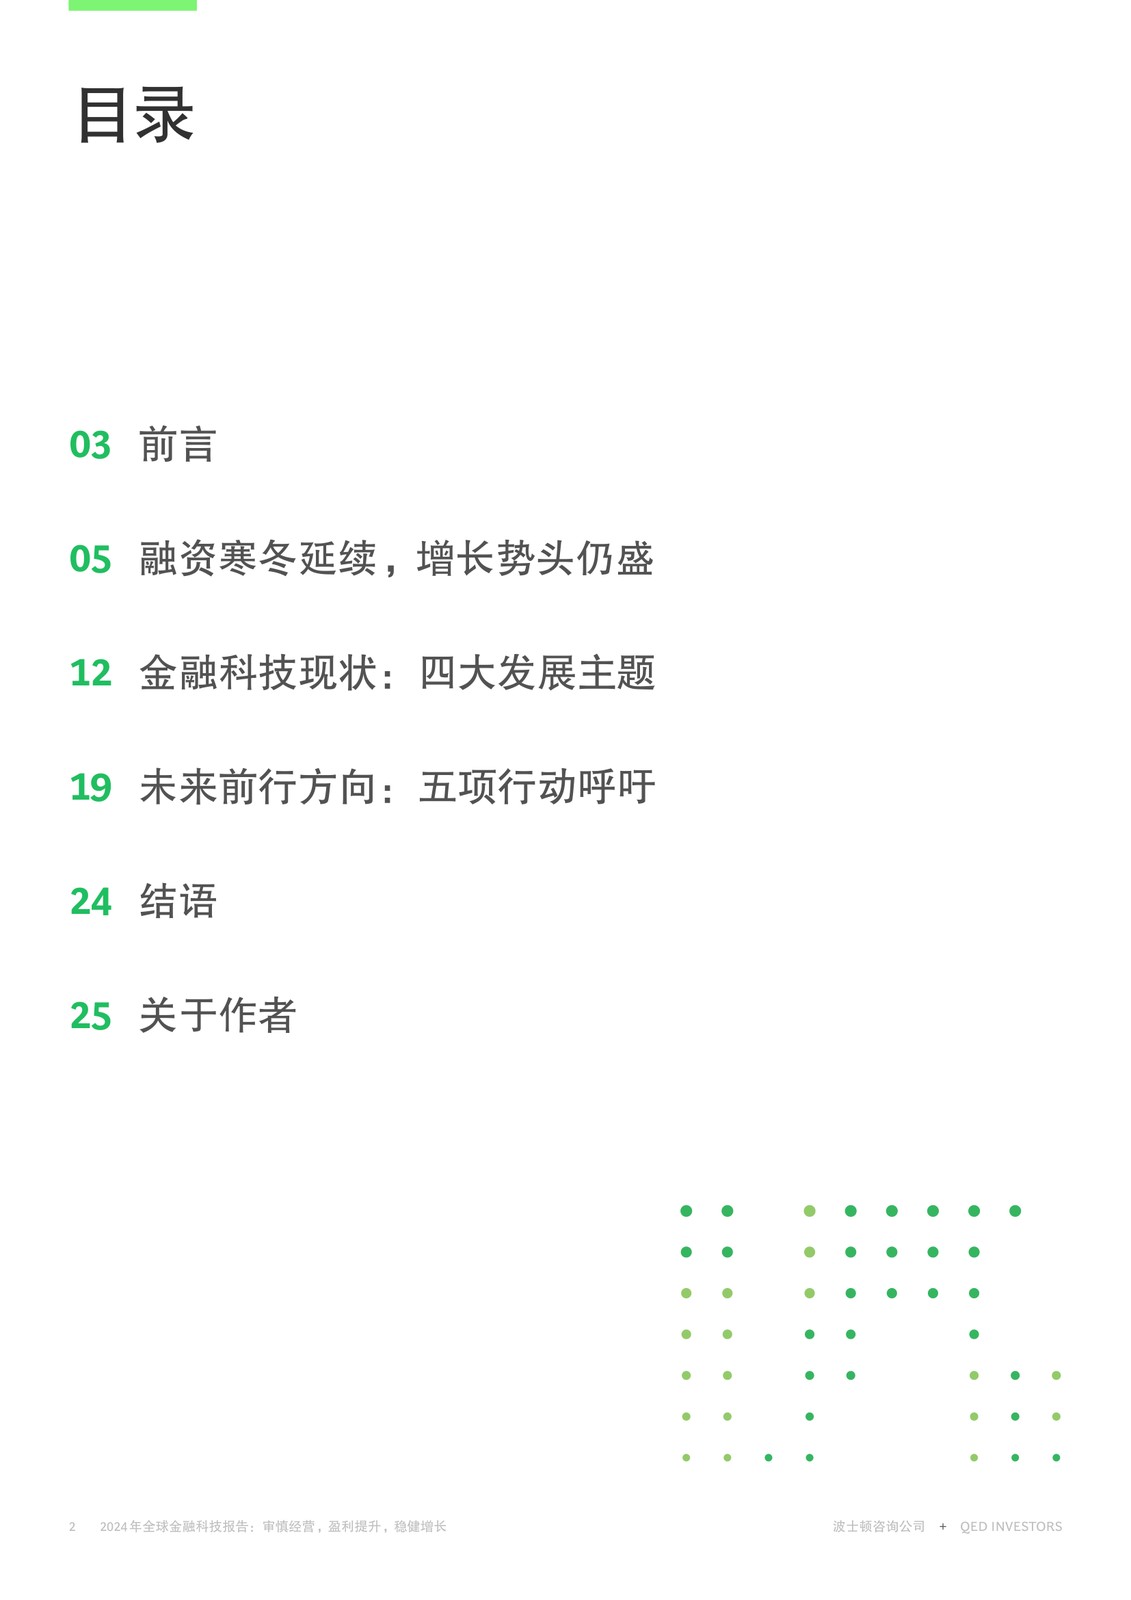 目录
03 前言
05 融资寒冬延续，增长势头仍盛
12 金融科技现状：四大发展主题
19 未来前行方向：五项行动呼吁
24 结语
25 关于作者
2 2024年全球金融科技报告：审慎经营，盈利提升，稳健增长
波士顿咨询公司 + QED INVESTORS